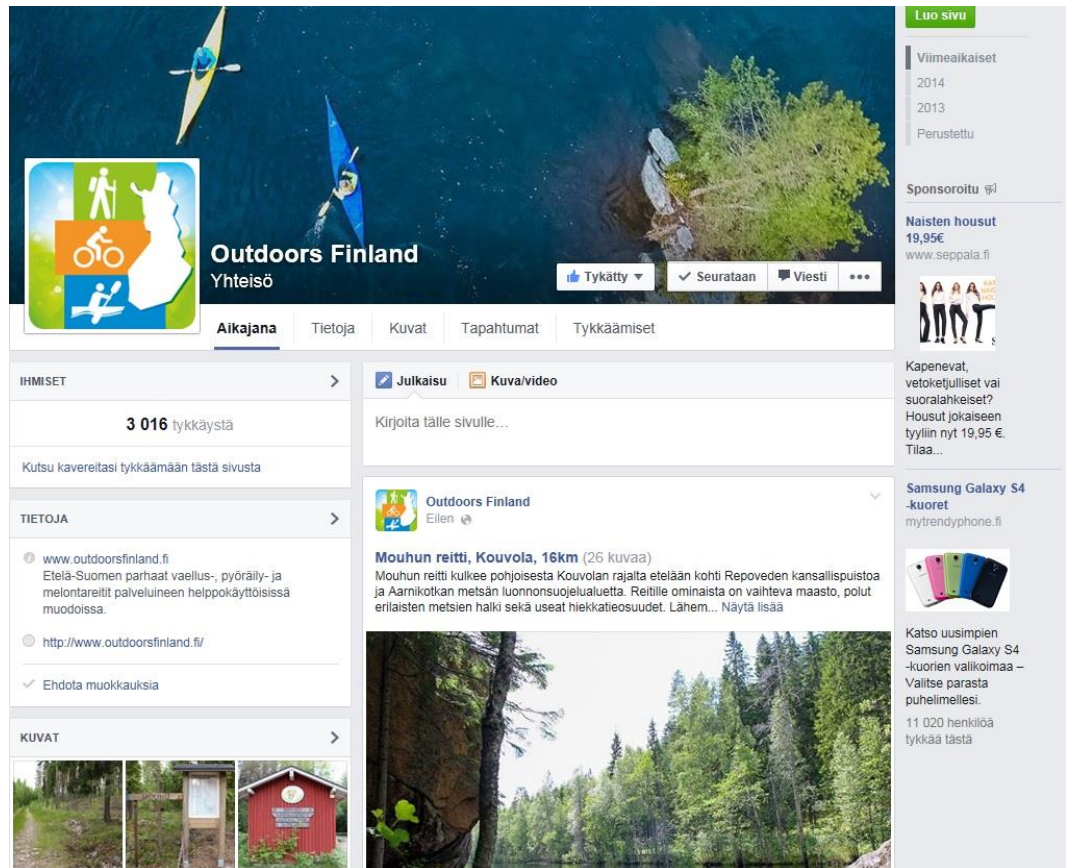 Outdoors Finland
Yhteisö
Tykätty
Seurataan
Viesti
Aikajana
Tietoja
Kuvat
Tapahtumat
Tykkäämiset
IHMISET
3 016 tykkäystä
Kutsu kavereitasi tykkäämään tästä sivusta
TIETOJA
www.outdoorsfinland.fi
Etelä-Suomen parhaat vaellus-, pyöräily- ja
melontareitit palveluineen helppokäyttöisissä
muodoissa.
http://www.outdoorsfinland.fi/
Ehdota muokkauksia
KUVAT
Julkaisu
Kuva/video
Kirjoita tälle sivulle...
Outdoors Finland
Eilen
Mouhun reitti, Kouvola, 16km (26 kuvaa)
Mouhun reitti kulkee pohjoisesta Kouvolan rajalta etelään kohti Repoveden kansallispuistoa
ja Aarnikotkan metsän luonnonsuojelualuetta. Reitille ominaista on vaihteva maasto, polut
erilaisten metsien halki sekä useat hiekkatieosuudet. Lähem... Näytä lisää
Luo sivu
Viimeaikaiset
2014
2013
Perustettu
Sponsoroitu
Naisten housut
19,95€
www.seppala.fi
Kapenevat,
vetoketjulliset vai
suoralahkeiset?
Housut jokaiseen
tyyliin nyt 19,95 €.
Tilaa...
Samsung Galaxy S4
-kuoret
mytrendyphone.fi
Katso uusimpien
Samsung Galaxy S4
-kuorien valikoimaa –
Valitse parasta
puhelimellesi.
11 020 henkilöä
tykkää tästä